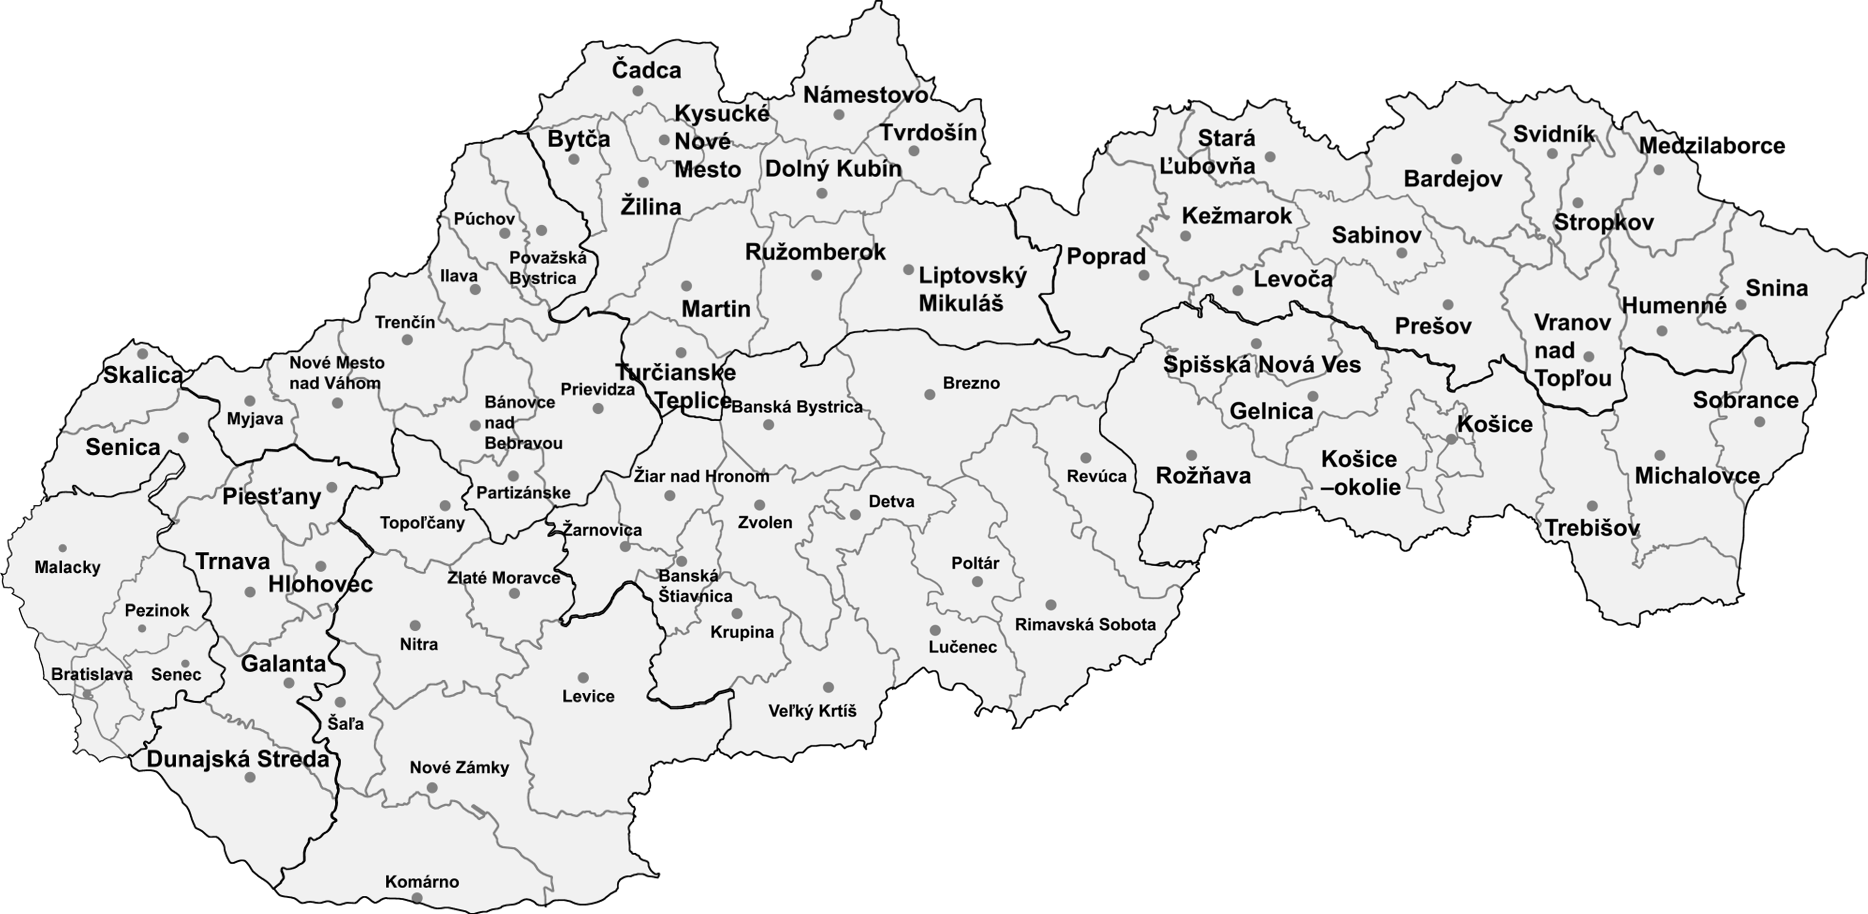 Čadca
Námestovo
Kysucké
Nové
Mesto
Bytča
Tvrdošín
Dolný Kubín
Stará
Ľubovňa
Svidník
Medzilaborce
Bardejov
Žilina
Púchov
Považská
Bystrica
Kežmarok
Stropkov
Sabinov
Ružomberok
Poprad
Ilava
Liptovský
Mikuláš
Levoča
Snina
Martin
Humenné
Trenčín
Prešov
Vranov
nad
Topľou
Nové Mesto
nad Váhom
Skalica
Turčianske
Teplice
Spišská Nová Ves
Prievidza
Brezno
Bánovce
nad
Bebravou
Banská Bystrica
Gelnica
Sobrance
Myjava
Košice
Senica
Košice
–okolie
Žiar nad Hronom
Revúca
Rožňava
Michalovce
Piesťany
Partizánske
Detva
Topoľčany
Zvolen
Žarnovica
Trebišov
Malacky
Trnava
Hlohovec
Zlaté Moravce
Banská
Štiavnica
Poltár
Pezinok
Krupina
Rimavská Sobota
Nitra
Lučenec
Galanta
Bratislava
Senec
Levice
Veľký Krtíš
Šaľa
Dunajská Streda
Nové Zámky
Komárno